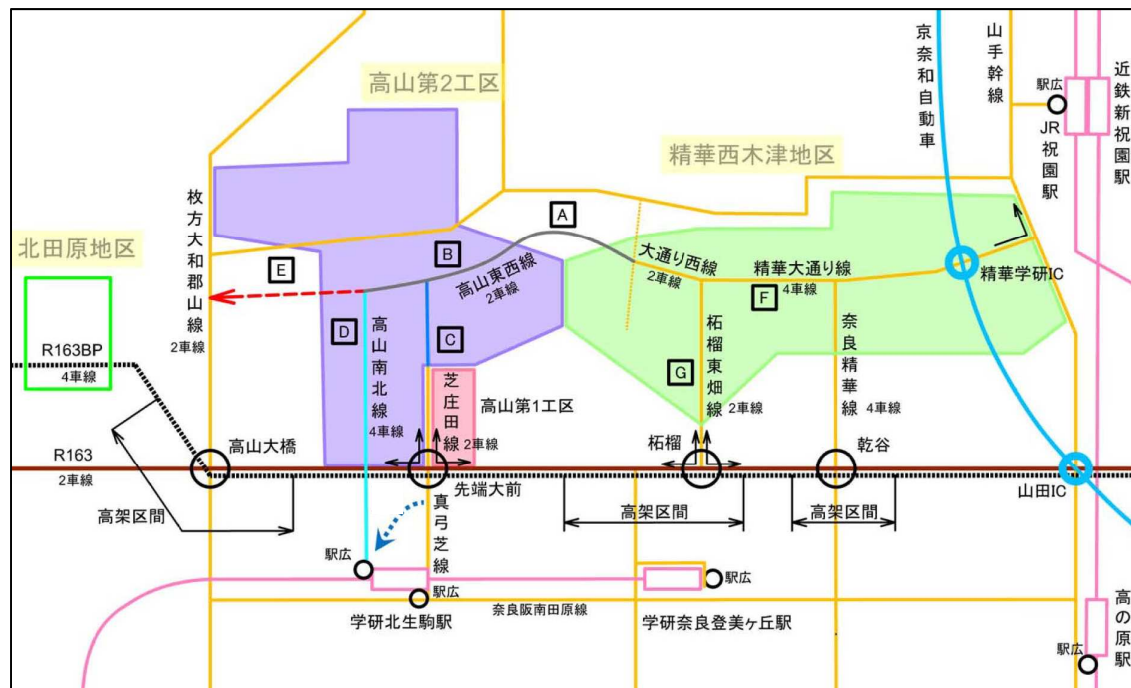 高山第2工区
京奈和自動車
山手幹線
駅広
JR祝園駅
近鉄新祝園駅
精華西木津地区
枚方大和郡山線
2車線
北田原地区
A
B
E
高山東西線
2車線
大通り西線
2車線
精華大通り線
4車線
F
精華学研IC
D
高山南北線
4車線
C
R163BP
4車線
芝庄田線
2車線
高山第1工区
G
柘榴東畑線
2車線
奈良精華線
4車線
R163
2車線
高山大橋
先端大前
柘榴
乾谷
山田IC
高架区間
高架区間
高架区間
真弓芝線
駅広
駅広
駅広
学研北生駒駅
奈良阪南田原線
学研奈良登美ヶ丘駅
高の原駅
駅広